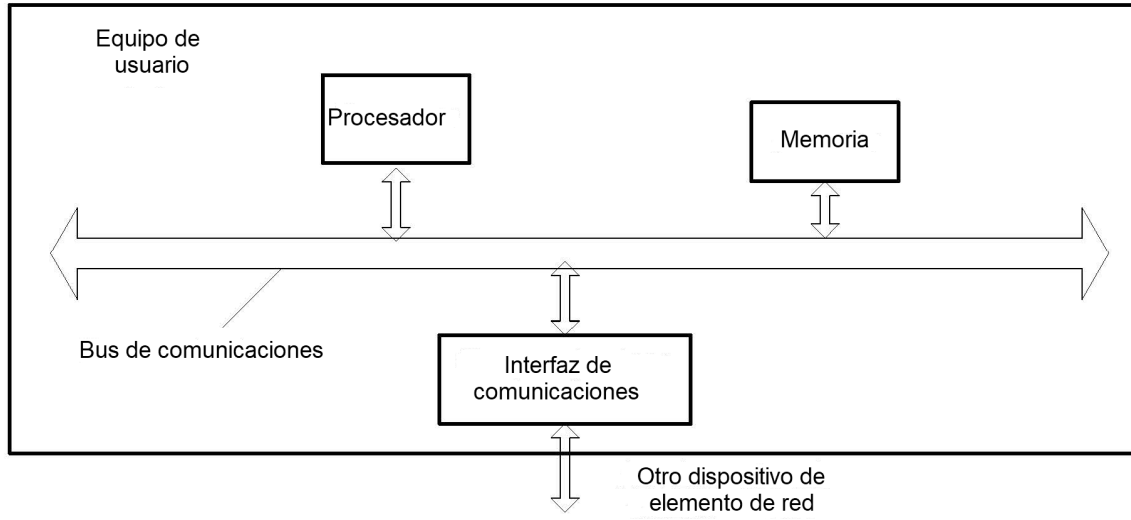 Equipo de
usuario
Procesador
Memoria
Bus de comunicaciones
Interfaz de
comunicaciones
Otro dispositivo de
elemento de red